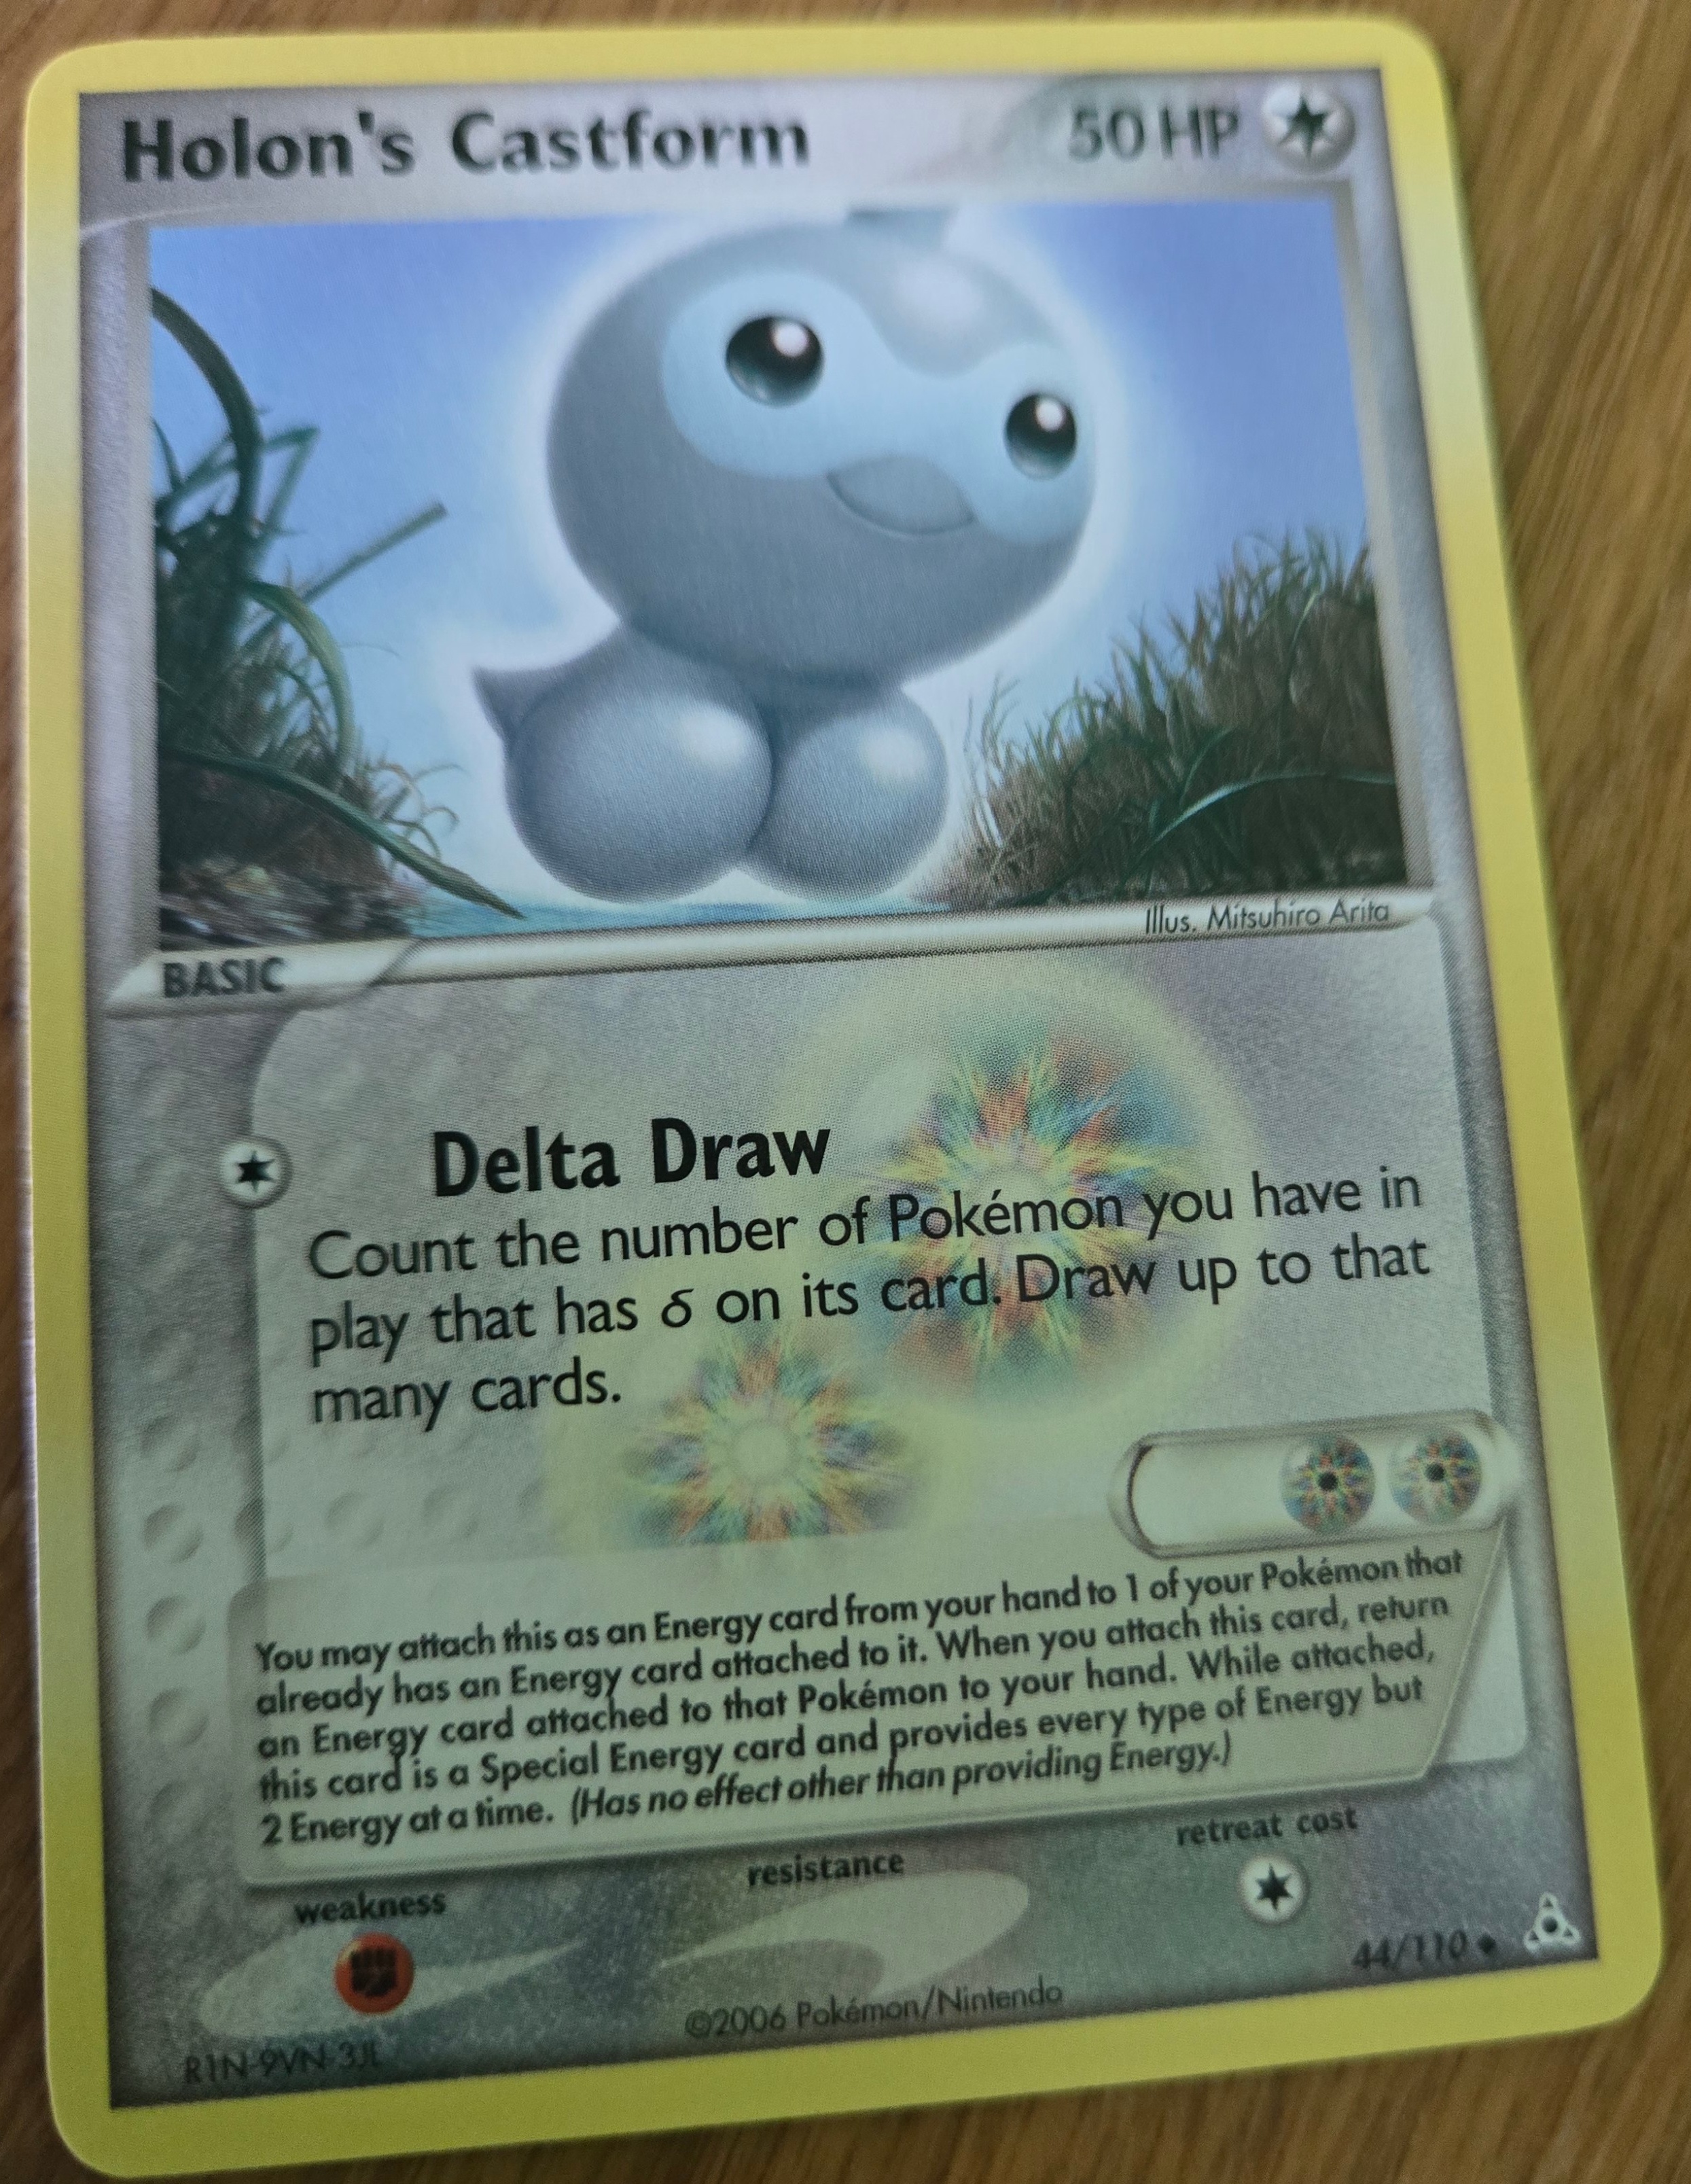 Holon's Castform 50 HP
Illus. Mitsuhiro Arita
BASIC
Delta Draw
Count the number of Pokémon you have in
play that has δ on its card. Draw up to that
many cards.
You may attach this as an Energy card from your hand to 1 of your Pokémon that
already has an Energy card attached to it. When you attach this card, return
an Energy card attached to that Pokémon to your hand. While attached,
this card is a Special Energy card and provides every type of Energy but
2 Energy at a time. (Has no effect other than providing Energy.)
weakness resistance retreat cost
44/110
©2006 Pokémon/Nintendo
R1N-9VN-3JL